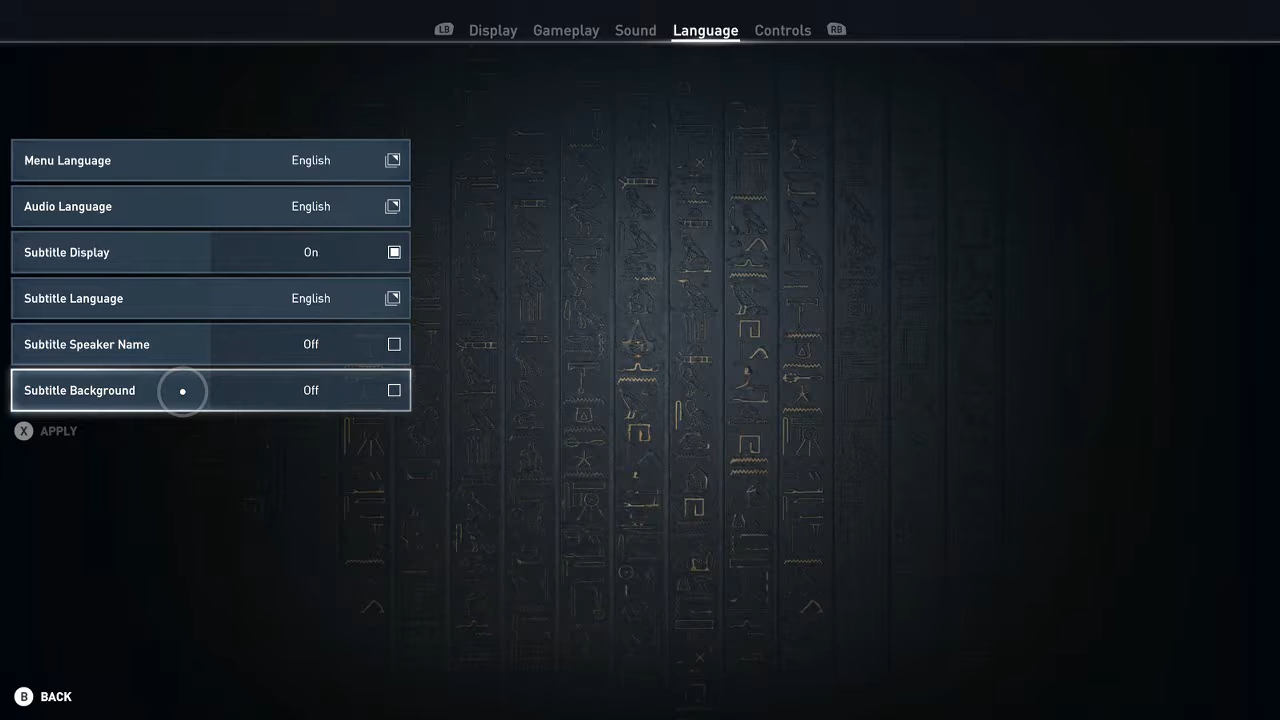 LB Display Gameplay Sound Language Controls RB
Menu Language English
Audio Language English
Subtitle Display On
Subtitle Language English
Subtitle Speaker Name Off
Subtitle Background Off
X APPLY
B BACK